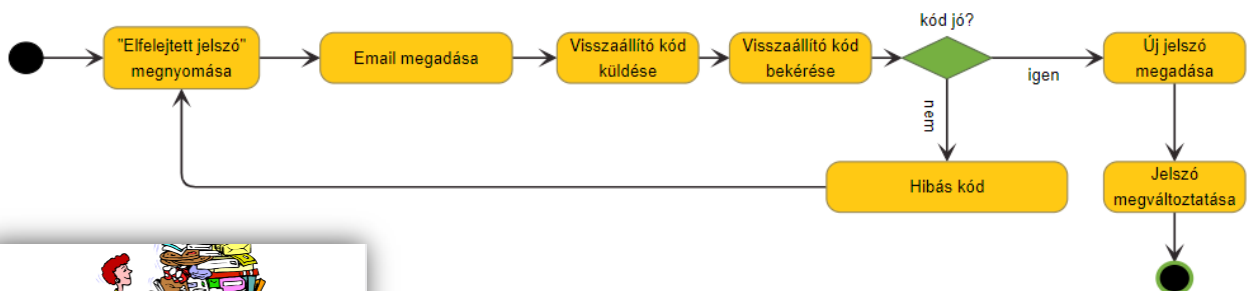 kód jó?
"Elfelejtett jelszó"
megnyomása
Email megadása
Visszaállító kód
küldése
Visszaállító kód
bekérése
Új jelszó
megadása
igen
nem
Hibás kód
Jelszó
megváltoztatása